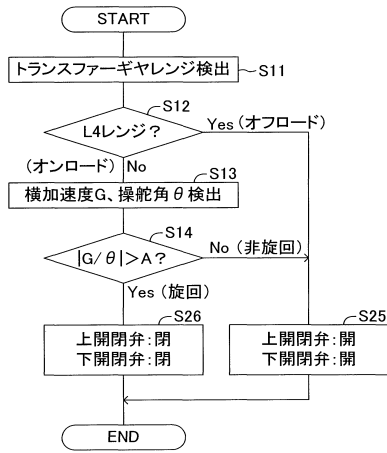 START
トランスファーギヤレンジ検出
S11
S12
L4レンジ?
Yes(オフロード)
(オンロード) No
S13
横加速度G、操舵角θ検出
S14
|G/θ|>A?
No(非旋回)
Yes(旋回)
S26
S25
上開閉弁:閉
下開閉弁:閉
上開閉弁:開
下開閉弁:開
END